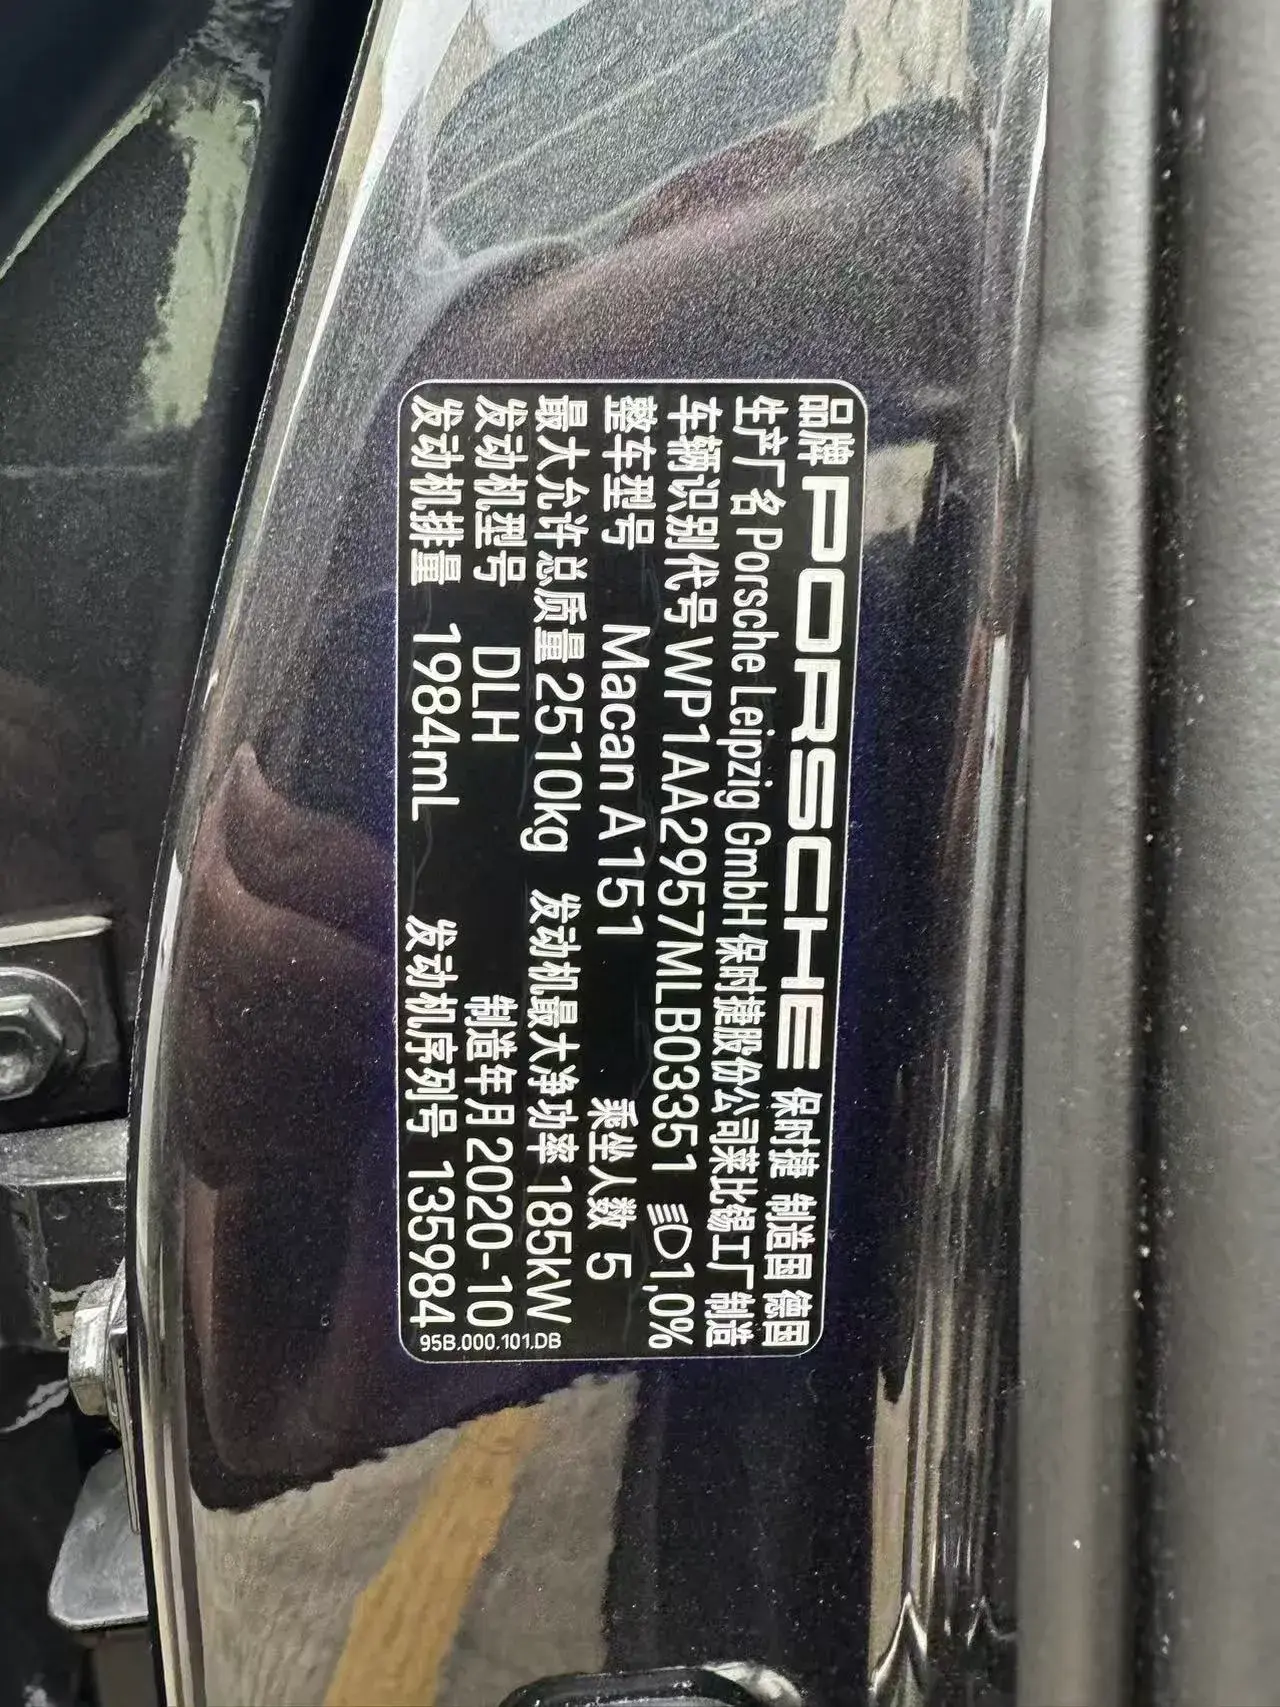 品牌 PORSCHE 保时捷 制造国 德国
生产厂名 Porsche Leipzig GmbH 保时捷股份公司莱比锡工厂制造
车辆识别代号 WP1AA2957MLB03351 1,0%
整车型号 Macan A151 乘坐人数 5
最大允许总质量 2510kg 发动机最大净功率 185kW
发动机型号 DLH 制造年月 2020-10
发动机排量 1984mL 发动机序列号 135984
95B.000.101.DB